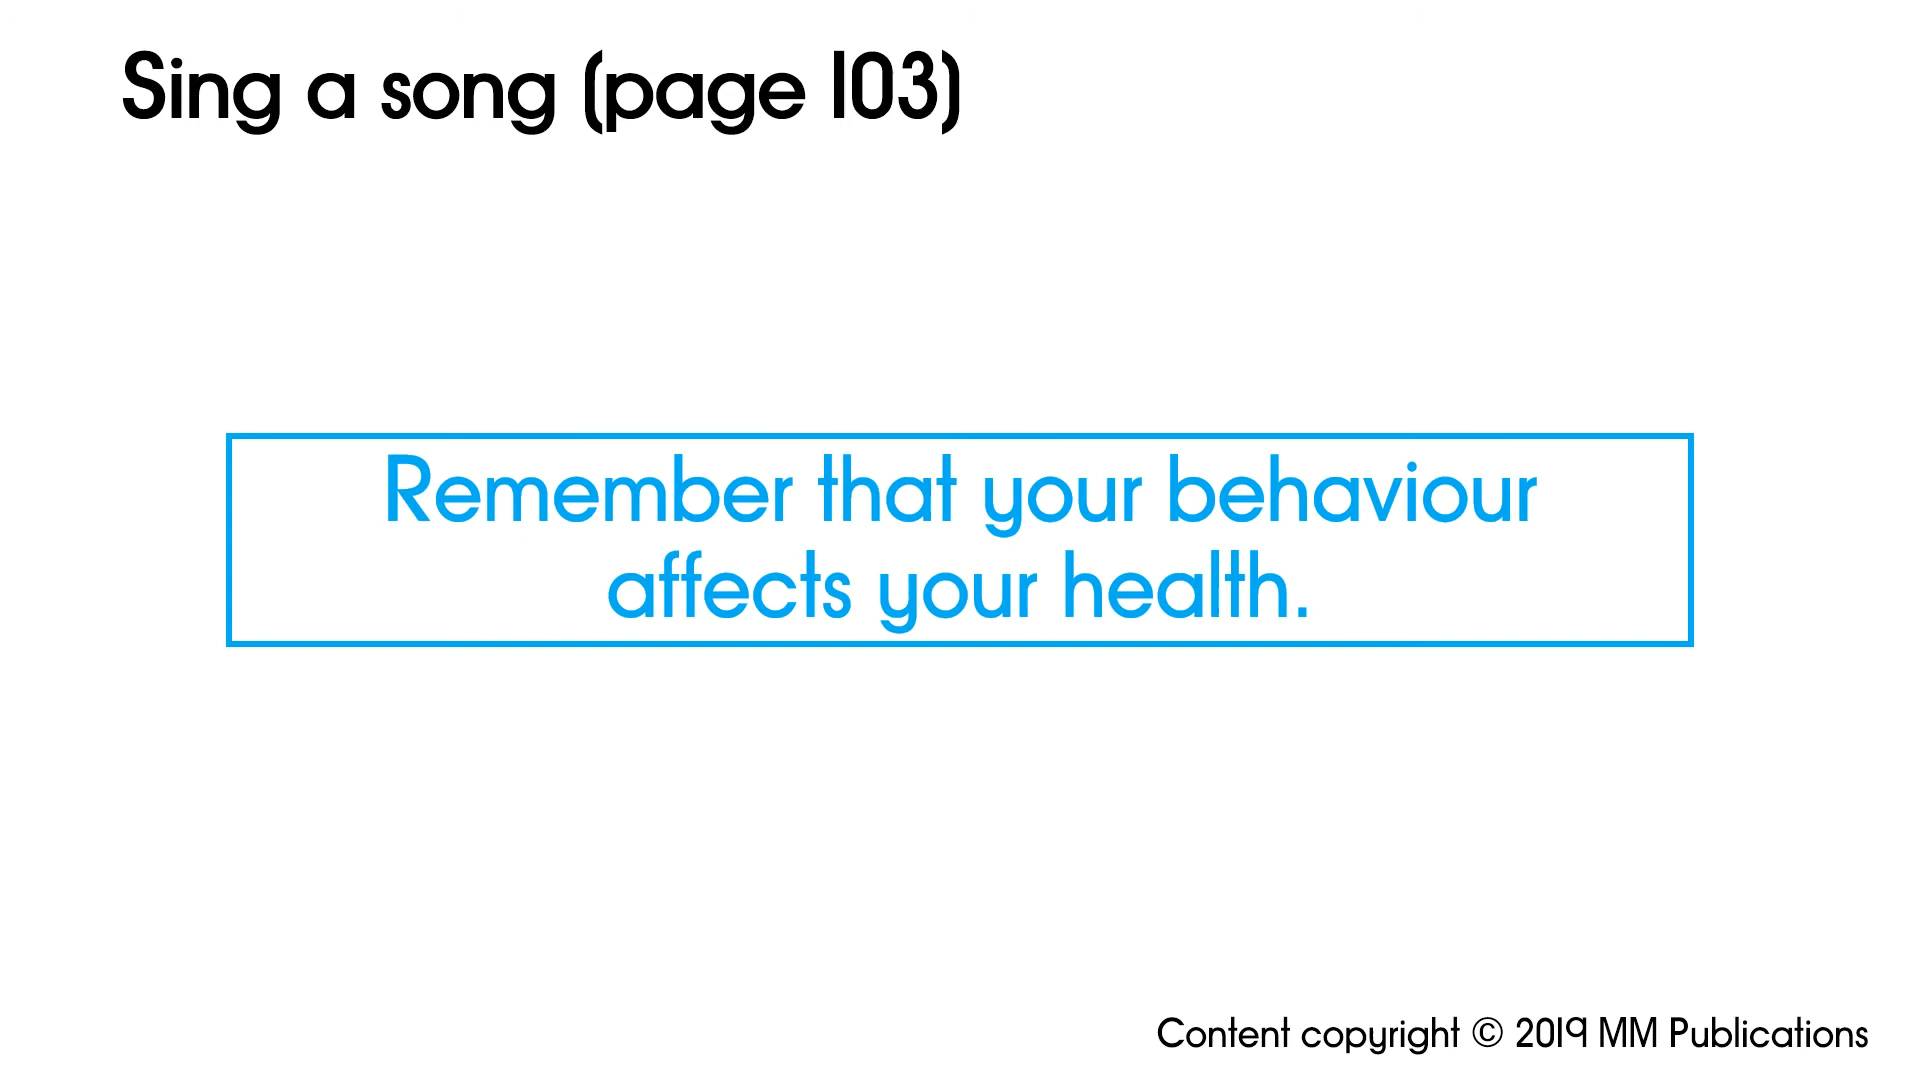 Sing a song (page 103)
Remember that your behaviour
affects your health.
Content copyright © 2019 MM Publications